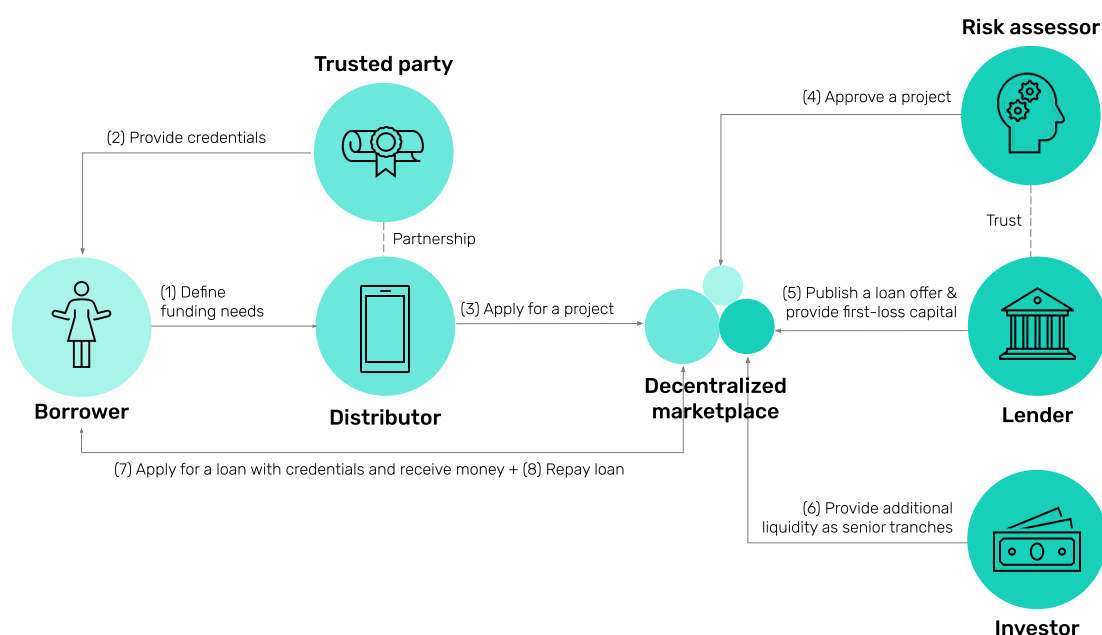 Risk assessor
Trusted party
(4) Approve a project
(2) Provide credentials
Trust
Partnership
(1) Define
funding needs
(3) Apply for a project
(5) Publish a loan offer &
provide first-loss capital
Decentralized
marketplace
Borrower
Distributor
Lender
(7) Apply for a loan with credentials and receive money + (8) Repay loan
(6) Provide additional
liquidity as senior tranches
Investor